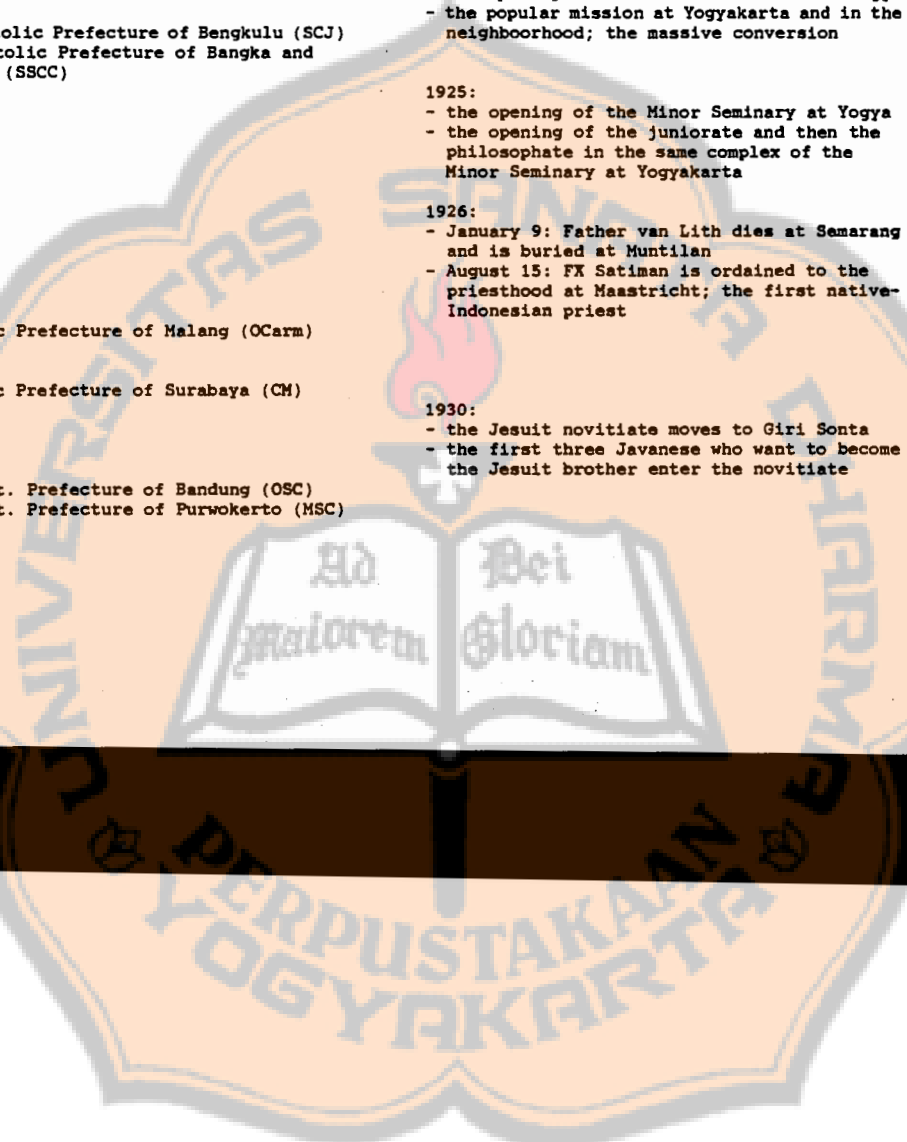 - the popular mission at Yogyakarta and in the
neighboorhood; the massive conversion
olic Prefecture of Bengkulu (SCJ)
tolic Prefecture of Bangka and
(SSCC)
1925:
- the opening of the Minor Seminary at Yogya
- the opening of the juniorate and then the
philosophate in the same complex of the
Minor Seminary at Yogyakarta
1926:
- January 9: Father van Lith dies at Semarang
and is buried at Muntilan
- August 15: FX Satiman is ordained to the
priesthood at Maastricht; the first native-
Indonesian priest
c Prefecture of Malang (OCarm)
c Prefecture of Surabaya (CM)
1930:
- the Jesuit novitiate moves to Giri Sonta
- the first three Javanese who want to become
the Jesuit brother enter the novitiate
t. Prefecture of Bandung (OSC)
t. Prefecture of Purwokerto (MSC)
UNIVERSITAS SANATA DHARMA
Ad Dei
maiorem Gloriam
PERPUSTAKAAN
YOGYAKARTA